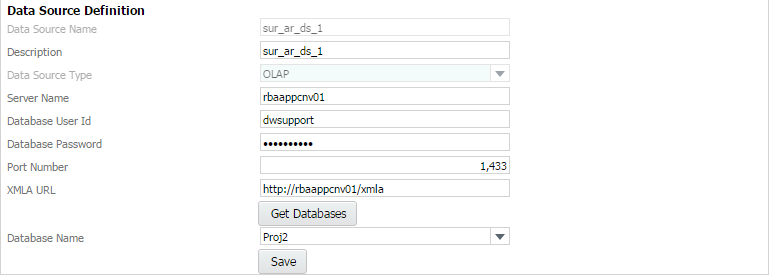 Data Source Definition
Data Source Name sur_ar_ds_1
Description sur_ar_ds_1
Data Source Type OLAP
Server Name rbaappcnv01
Database User Id dwsupport
Database Password ••••••••••
Port Number 1,433
XMLA URL http://rbaappcnv01/xmla
Get Databases
Database Name Proj2
Save